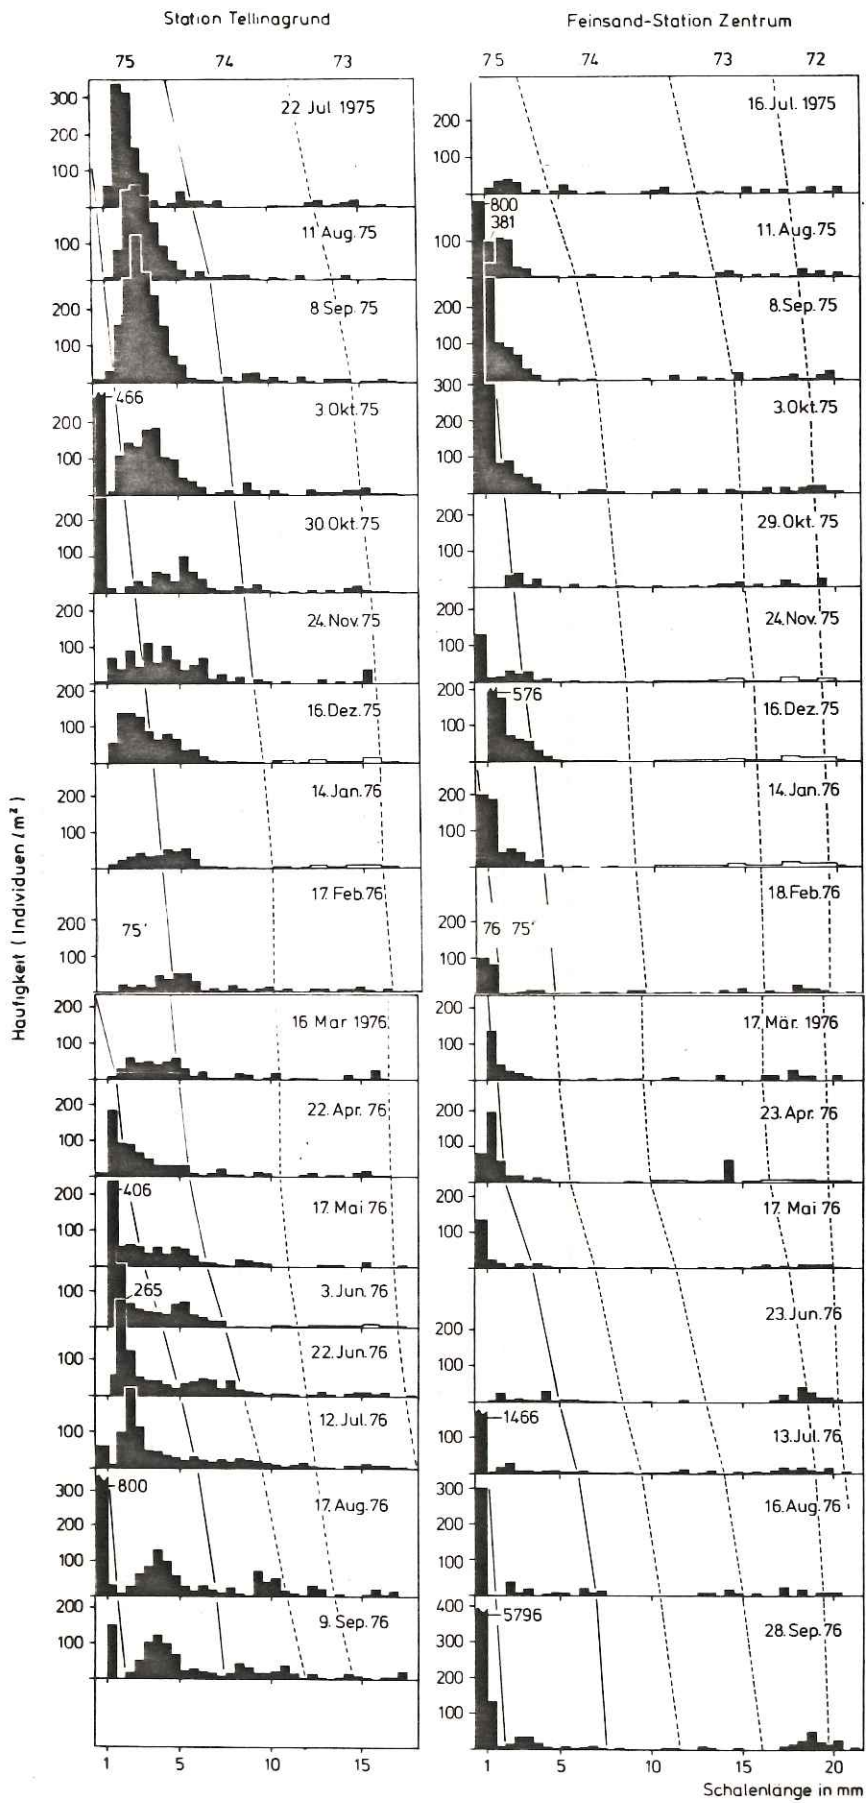 Station Tellinagrund
75 74 73
300
200
100
22 Jul. 1975
100
11 Aug. 75
200
100
8 Sep. 75
466
200
100
3 Okt. 75
200
100
30 Okt. 75
200
100
24. Nov. 75
200
100
16. Dez. 75
200
100
14. Jan. 76
200
100
75'
17. Feb. 76
200
100
16 Mar 1976
200
100
22. Apr. 76
406
200
100
17. Mai 76
265
100
3. Jun. 76
100
22. Jun. 76
100
12. Jul. 76
800
300
200
100
17. Aug. 76
200
100
9. Sep. 76
1 5 10 15
Häufigkeit ( Individuen / m² )
Feinsand-Station Zentrum
75 74 73 72
200
100
16. Jul. 1975
800
381
100
11. Aug. 75
200
100
8. Sep. 75
300
200
100
3. Okt. 75
200
100
29. Okt. 75
200
100
24. Nov. 75
576
200
100
16. Dez. 75
200
100
14. Jan. 76
200
100
76 75'
18. Feb. 76
200
100
17. Mär. 1976
200
100
23. Apr. 76
200
100
17. Mai 76
200
100
23. Jun. 76
1466
100
13. Jul. 76
300
200
100
16. Aug. 76
5796
400
300
200
100
28. Sep. 76
1 5 10 15 20
Schalenlänge in mm